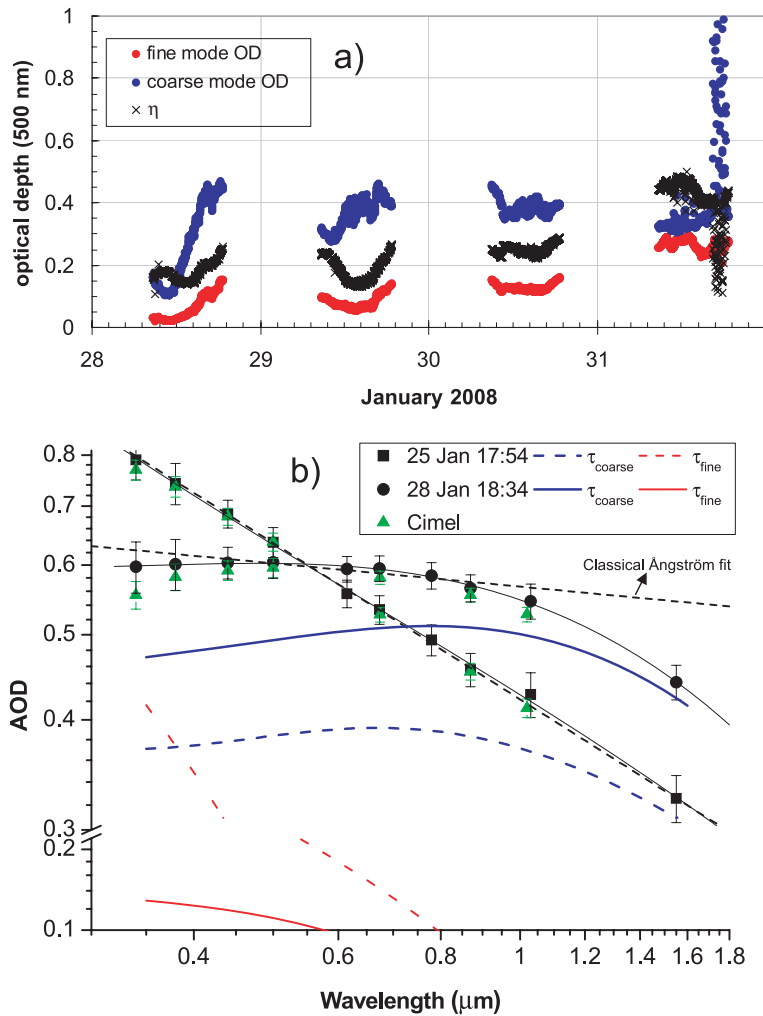 a)
fine mode OD
coarse mode OD
η
optical depth (500 nm)
1
0.8
0.6
0.4
0.2
0
28
29
30
31
January 2008
b)
25 Jan 17:54 τcoarse τfine
28 Jan 18:34 τcoarse τfine
Cimel
Classical Ångström fit
AOD
0.8
0.7
0.6
0.5
0.4
0.3
0.2
0.1
0.4
0.6
0.8
1
1.2
1.4
1.6
1.8
Wavelength (μm)